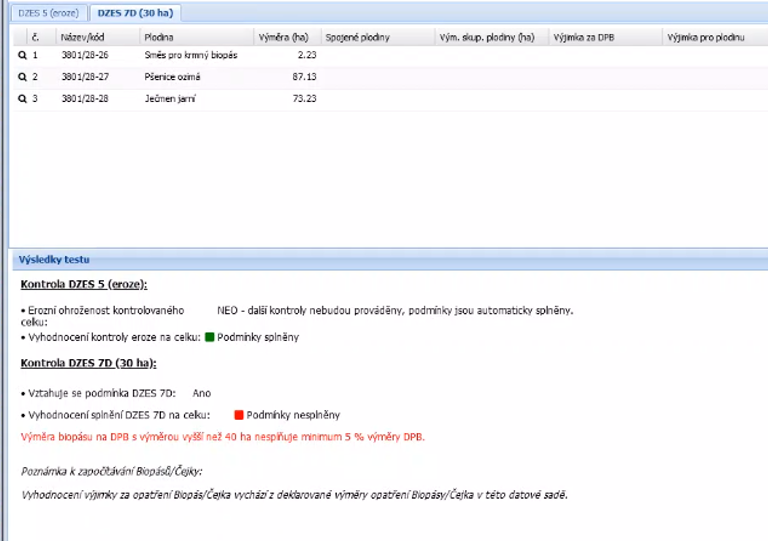 DZES 5 (eroze) DZES 7D (30 ha)
č. Název/kód Plodina Výměra (ha) Spojené plodiny Vým. skup. plodiny (ha) Výjimka za DPB Výjimka pro plodinu
1 3801/28-26 Směs pro krmný biopás 2.23
2 3801/28-27 Pšenice ozimá 87.13
3 3801/28-28 Ječmen jarní 73.23
Výsledky testu
Kontrola DZES 5 (eroze):
• Erozní ohroženost kontrolovaného celku: NEO - další kontroly nebudou prováděny, podmínky jsou automaticky splněny.
• Vyhodnocení kontroly eroze na celku: Podmínky splněny
Kontrola DZES 7D (30 ha):
• Vztahuje se podmínka DZES 7D: Ano
• Vyhodnocení splnění DZES 7D na celku: Podmínky nesplněny
Výměra biopásu na DPB s výměrou vyšší než 40 ha nesplňuje minimum 5 % výměry DPB.
Poznámka k započítávání Biopásů/Čejky:
Vyhodnocení výjimky za opatření Biopás/Čejka vychází z deklarované výměry opatření Biopásy/Čejka v této datové sadě.